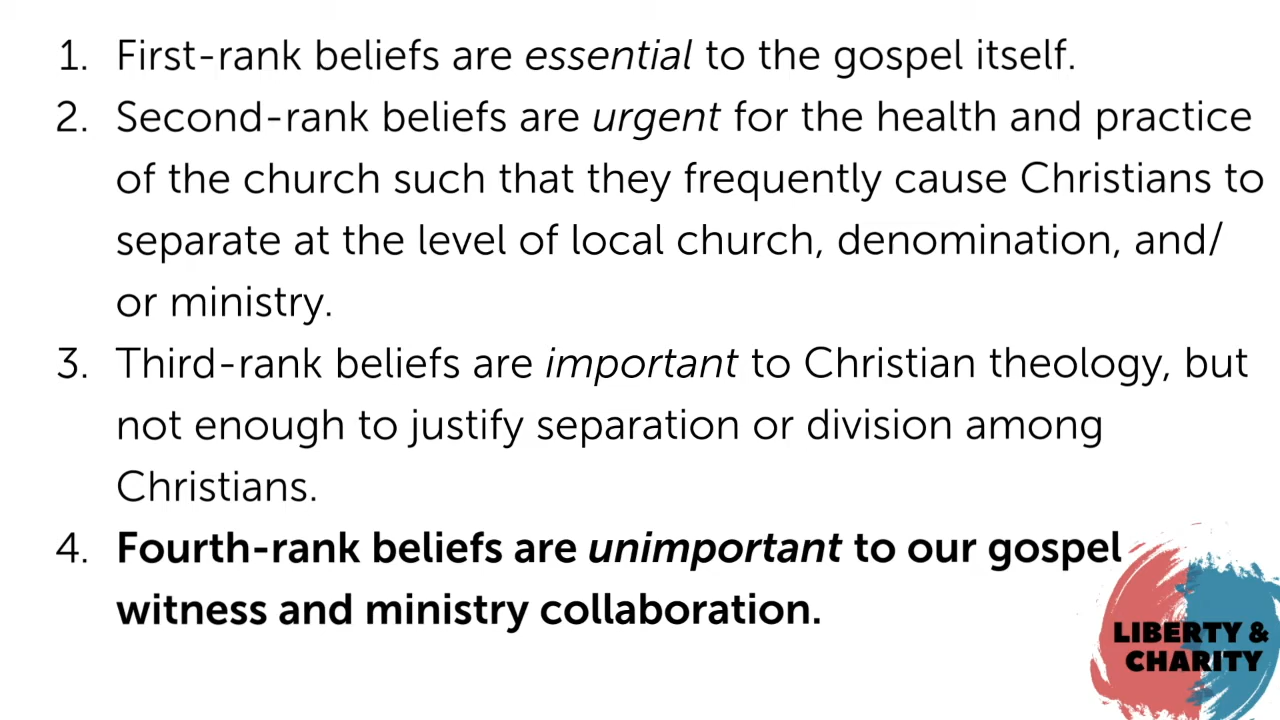 1. First-rank beliefs are essential to the gospel itself.
2. Second-rank beliefs are urgent for the health and practice
of the church such that they frequently cause Christians to
separate at the level of local church, denomination, and/
or ministry.
3. Third-rank beliefs are important to Christian theology, but
not enough to justify separation or division among
Christians.
4. Fourth-rank beliefs are unimportant to our gospel
witness and ministry collaboration.
LIBERTY &
CHARITY